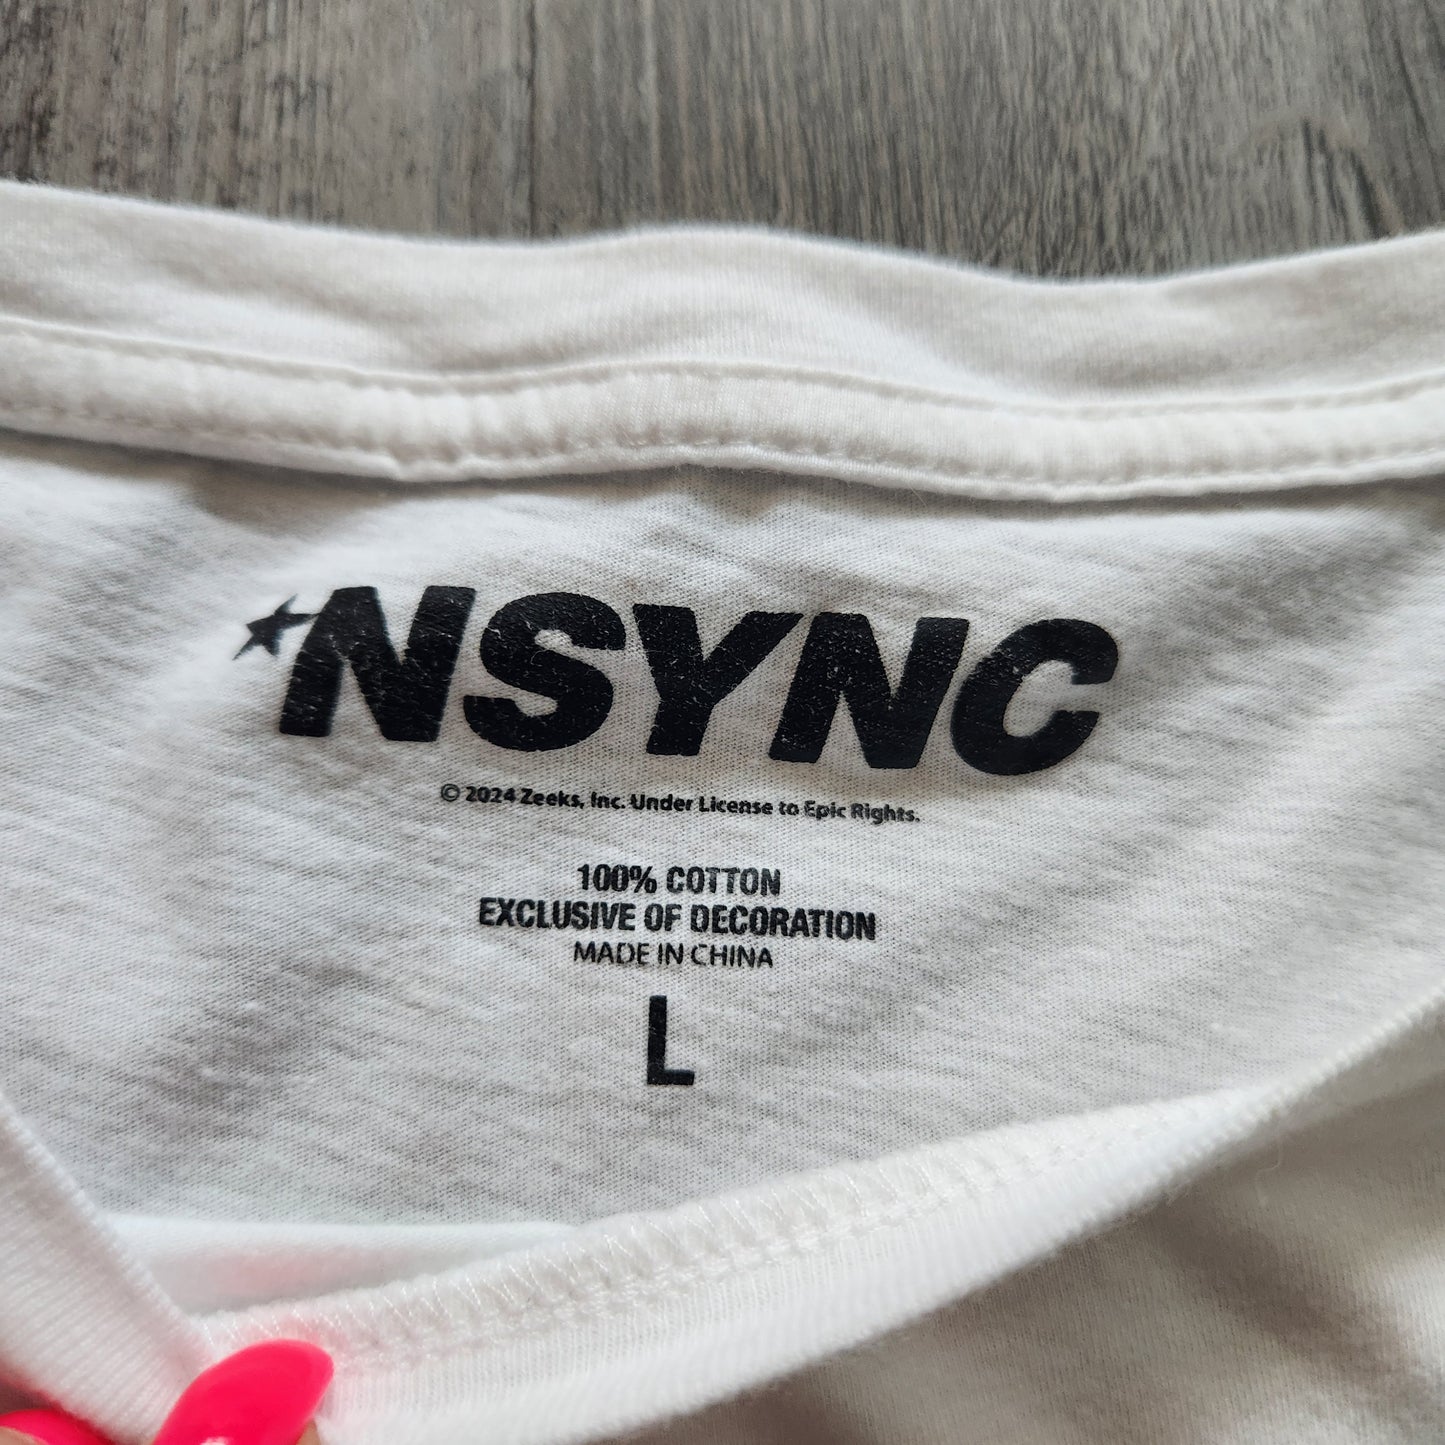 *NSYNC
© 2024 Zeeks, Inc. Under License to Epic Rights.
100% COTTON
EXCLUSIVE OF DECORATION
MADE IN CHINA
L